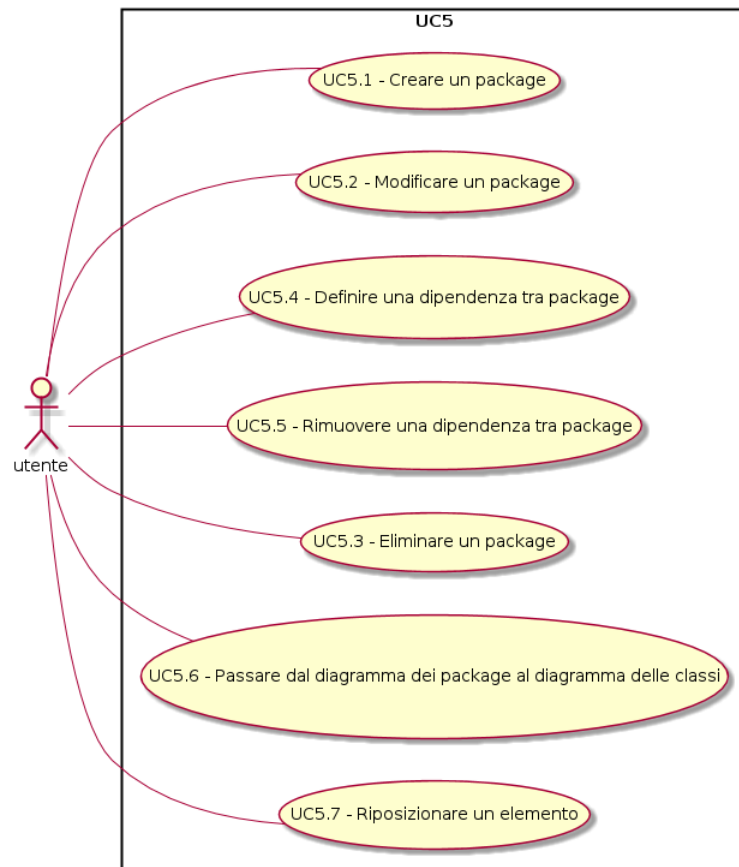 UC5
UC5.1 - Creare un package
UC5.2 - Modificare un package
UC5.4 - Definire una dipendenza tra package
UC5.5 - Rimuovere una dipendenza tra package
utente
UC5.3 - Eliminare un package
UC5.6 - Passare dal diagramma dei package al diagramma delle classi
UC5.7 - Riposizionare un elemento